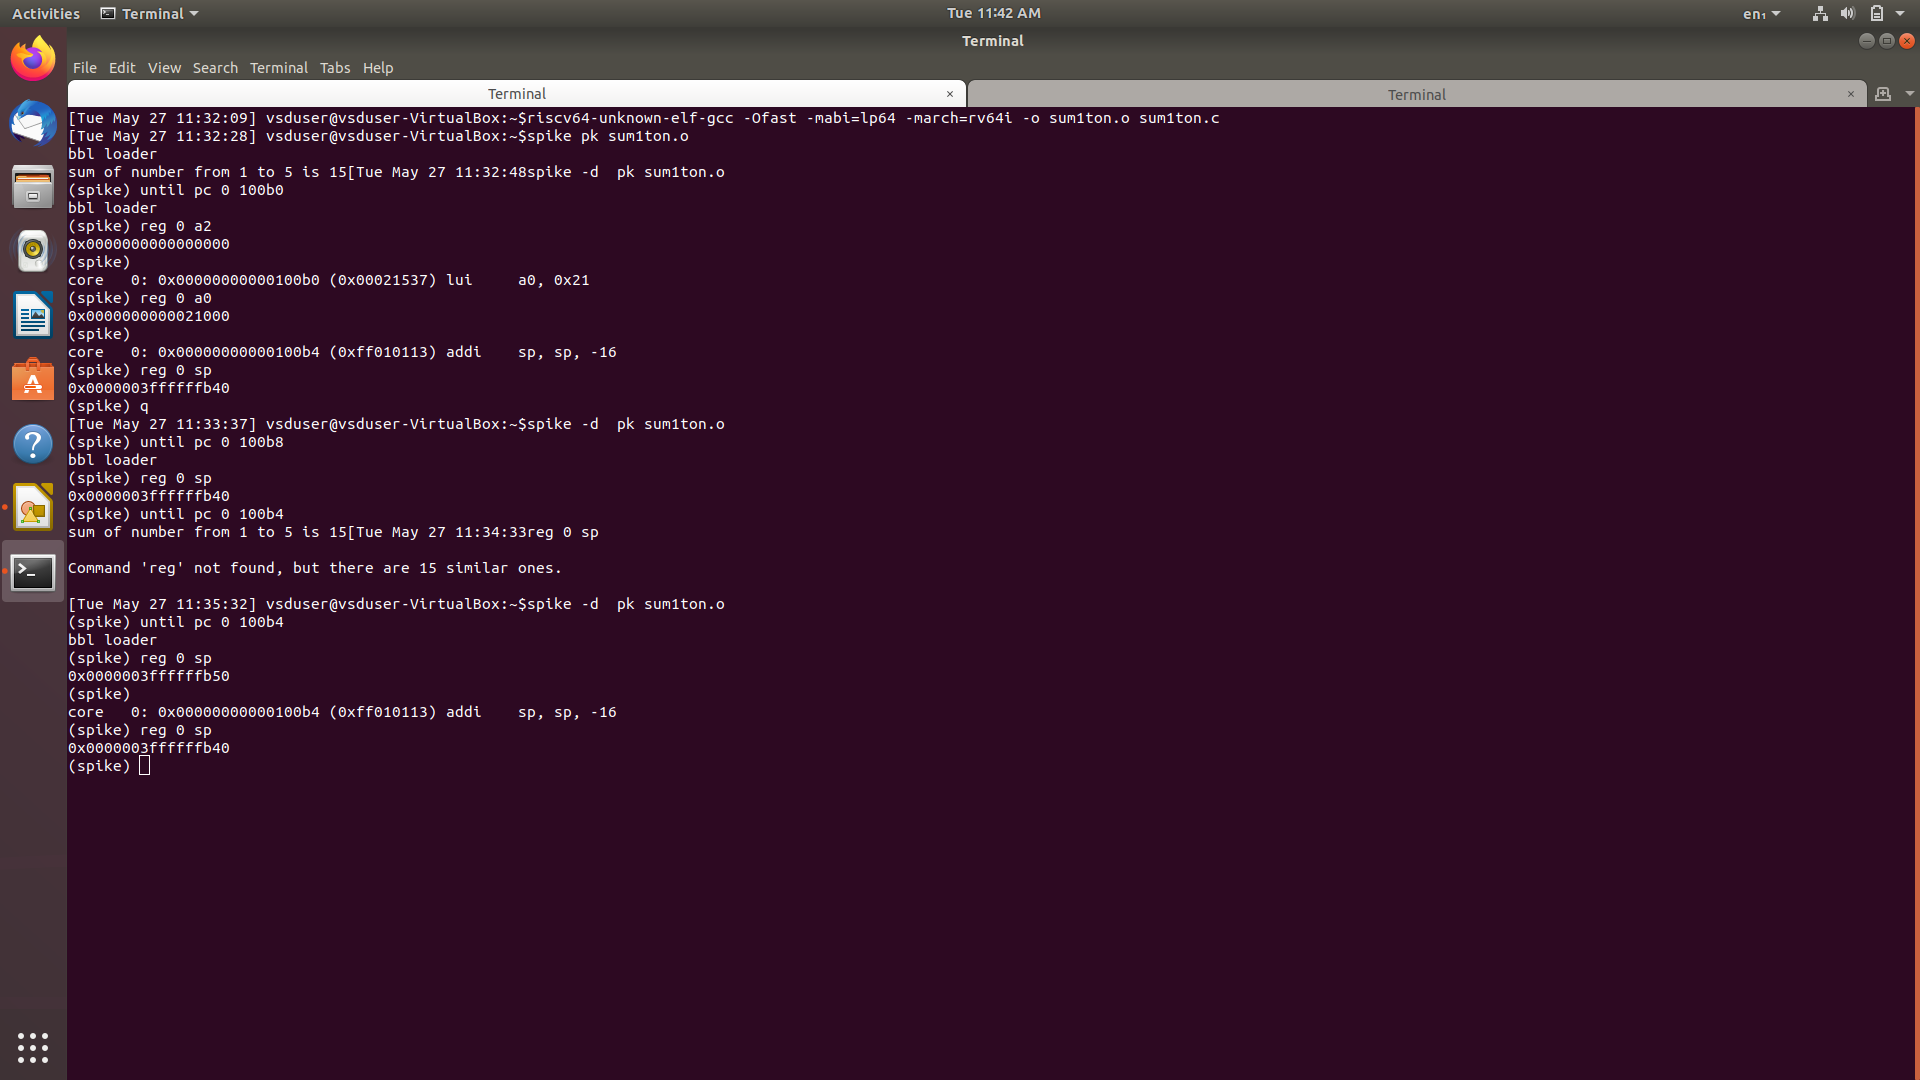 Activities Terminal Tue 11:42 AM en₁
Terminal
File Edit View Search Terminal Tabs Help
Terminal × Terminal ×
[Tue May 27 11:32:09] vsduser@vsduser-VirtualBox:~$riscv64-unknown-elf-gcc -Ofast -mabi=lp64 -march=rv64i -o sum1ton.o sum1ton.c
[Tue May 27 11:32:28] vsduser@vsduser-VirtualBox:~$spike pk sum1ton.o
bbl loader
sum of number from 1 to 5 is 15[Tue May 27 11:32:48spike -d  pk sum1ton.o
(spike) until pc 0 100b0
bbl loader
(spike) reg 0 a2
0x0000000000000000
(spike)
core   0: 0x00000000000100b0 (0x00021537) lui     a0, 0x21
(spike) reg 0 a0
0x0000000000021000
(spike)
core   0: 0x00000000000100b4 (0xff010113) addi    sp, sp, -16
(spike) reg 0 sp
0x0000003ffffffb40
(spike) q
[Tue May 27 11:33:37] vsduser@vsduser-VirtualBox:~$spike -d  pk sum1ton.o
(spike) until pc 0 100b8
bbl loader
(spike) reg 0 sp
0x0000003ffffffb40
(spike) until pc 0 100b4
sum of number from 1 to 5 is 15[Tue May 27 11:34:33reg 0 sp
Command 'reg' not found, but there are 15 similar ones.
[Tue May 27 11:35:32] vsduser@vsduser-VirtualBox:~$spike -d  pk sum1ton.o
(spike) until pc 0 100b4
bbl loader
(spike) reg 0 sp
0x0000003ffffffb50
(spike)
core   0: 0x00000000000100b4 (0xff010113) addi    sp, sp, -16
(spike) reg 0 sp
0x0000003ffffffb40
(spike)